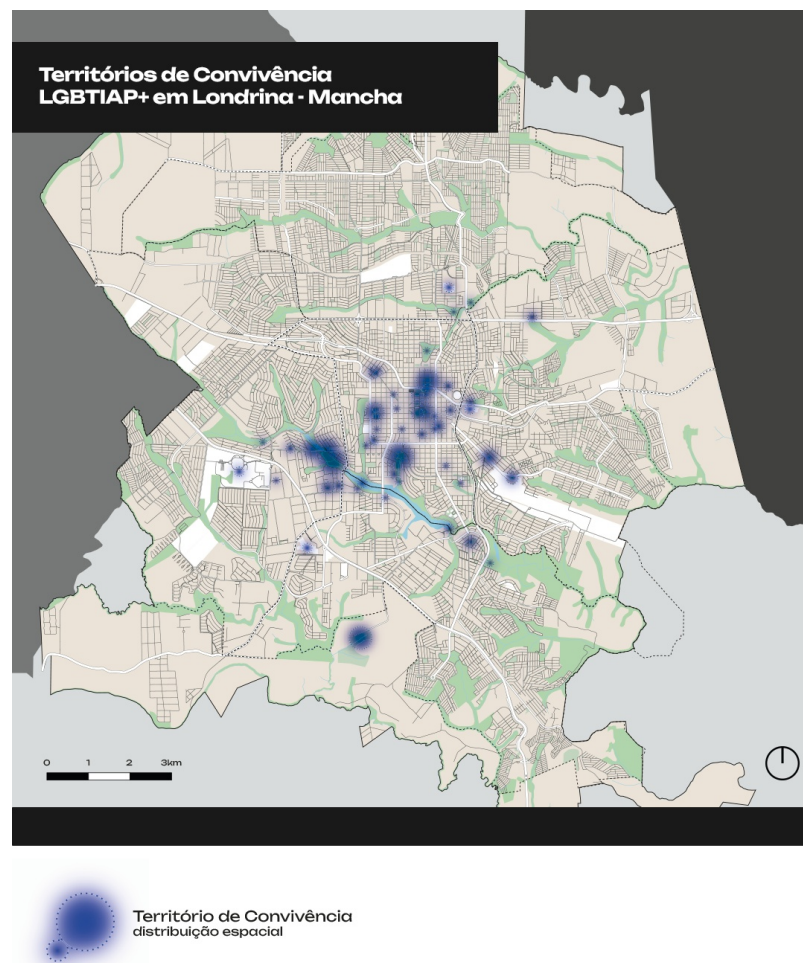 Territórios de Convivência
LGBTIAP+ em Londrina - Mancha
0 1 2 3km
Território de Convivência
distribuição espacial